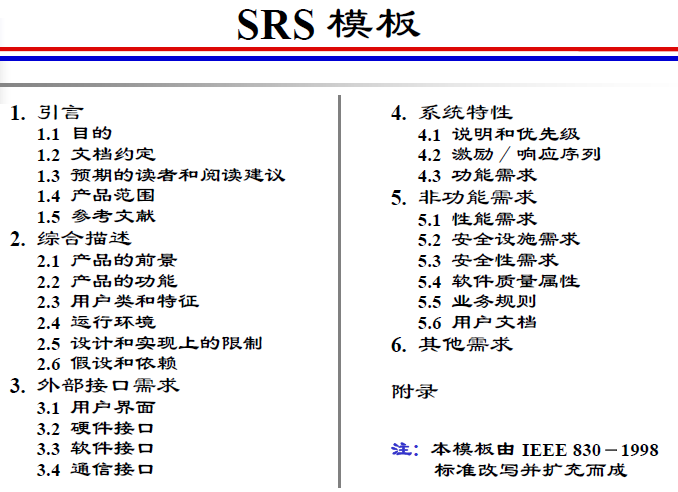 SRS 模板
1. 引言
1.1 目的
1.2 文档约定
1.3 预期的读者和阅读建议
1.4 产品范围
1.5 参考文献
2. 综合描述
2.1 产品的前景
2.2 产品的功能
2.3 用户类和特征
2.4 运行环境
2.5 设计和实现上的限制
2.6 假设和依赖
3. 外部接口需求
3.1 用户界面
3.2 硬件接口
3.3 软件接口
3.4 通信接口
4. 系统特性
4.1 说明和优先级
4.2 激励／响应序列
4.3 功能需求
5. 非功能需求
5.1 性能需求
5.2 安全设施需求
5.3 安全性需求
5.4 软件质量属性
5.5 业务规则
5.6 用户文档
6. 其他需求
附录
注：本模板由 IEEE 830－1998
标准改写并扩充而成